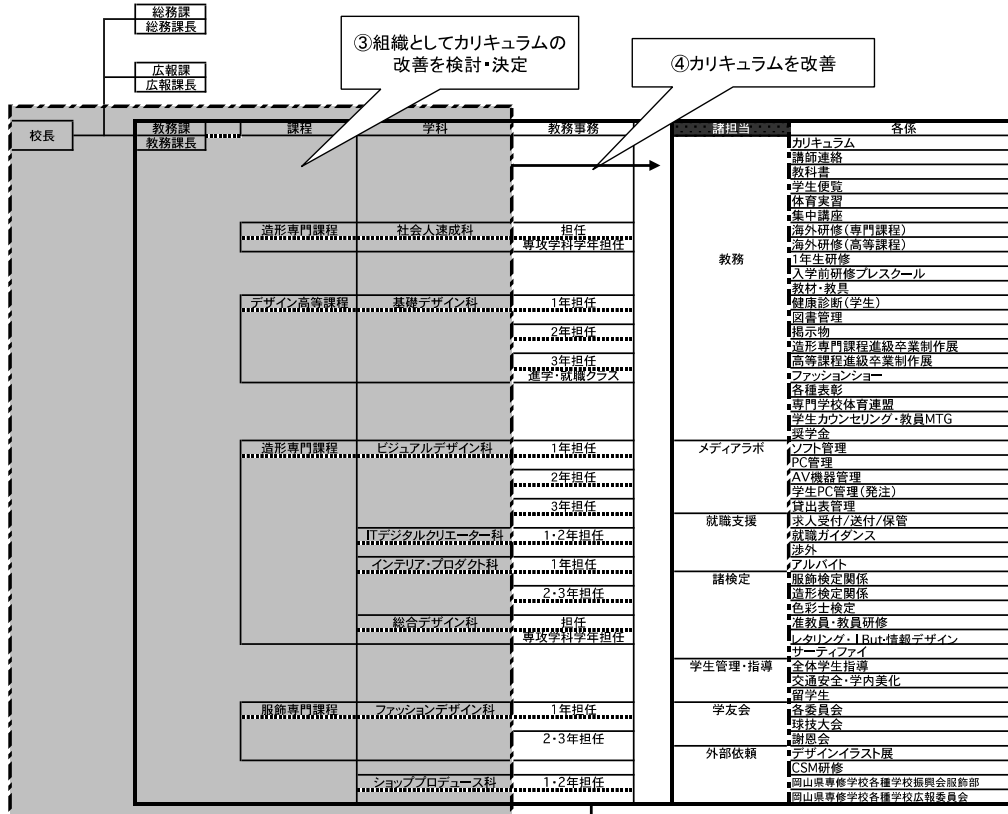 総務課
総務課長
広報課
広報課長
③組織としてカリキュラムの
改善を検討・決定
④カリキュラムを改善
校長
教務課
教務課長
課程
学科
教務事務
諸担当
各係
造形専門課程
社会人速成科
担任
専攻学科学年担任
デザイン高等課程
基礎デザイン科
1年担任
2年担任
3年担任
進学・就職クラス
造形専門課程
ビジュアルデザイン科
1年担任
2年担任
3年担任
ITデジタルクリエーター科
1・2年担任
インテリア・プロダクト科
1年担任
2・3年担任
総合デザイン科
担任
専攻学科学年担任
服飾専門課程
ファッションデザイン科
1年担任
2・3年担任
ショッププロデュース科
1・2年担任
教務
カリキュラム
講師連絡
教科書
学生便覧
体育実習
集中講座
海外研修(専門課程)
海外研修(高等課程)
1年生研修
入学前研修プレスクール
教材・教具
健康診断(学生)
図書管理
掲示物
造形専門課程進級卒業制作展
高等課程進級卒業制作展
ファッションショー
各種表彰
専門学校体育連盟
学生カウンセリング・教員MTG
奨学金
メディアラボ
ソフト管理
PC管理
AV機器管理
学生PC管理(発注)
貸出表管理
就職支援
求人受付/送付/保管
就職ガイダンス
渉外
アルバイト
諸検定
服飾検定関係
造形検定関係
色彩士検定
准教員・教員研修
レタリング・IBut・情報デザイン
サーティファイ
学生管理・指導
全体学生指導
交通安全・学内美化
留学生
学友会
各委員会
球技大会
謝恩会
外部依頼
デザインイラスト展
CSM研修
岡山県専修学校各種学校振興会服飾部
岡山県専修学校各種学校広報委員会